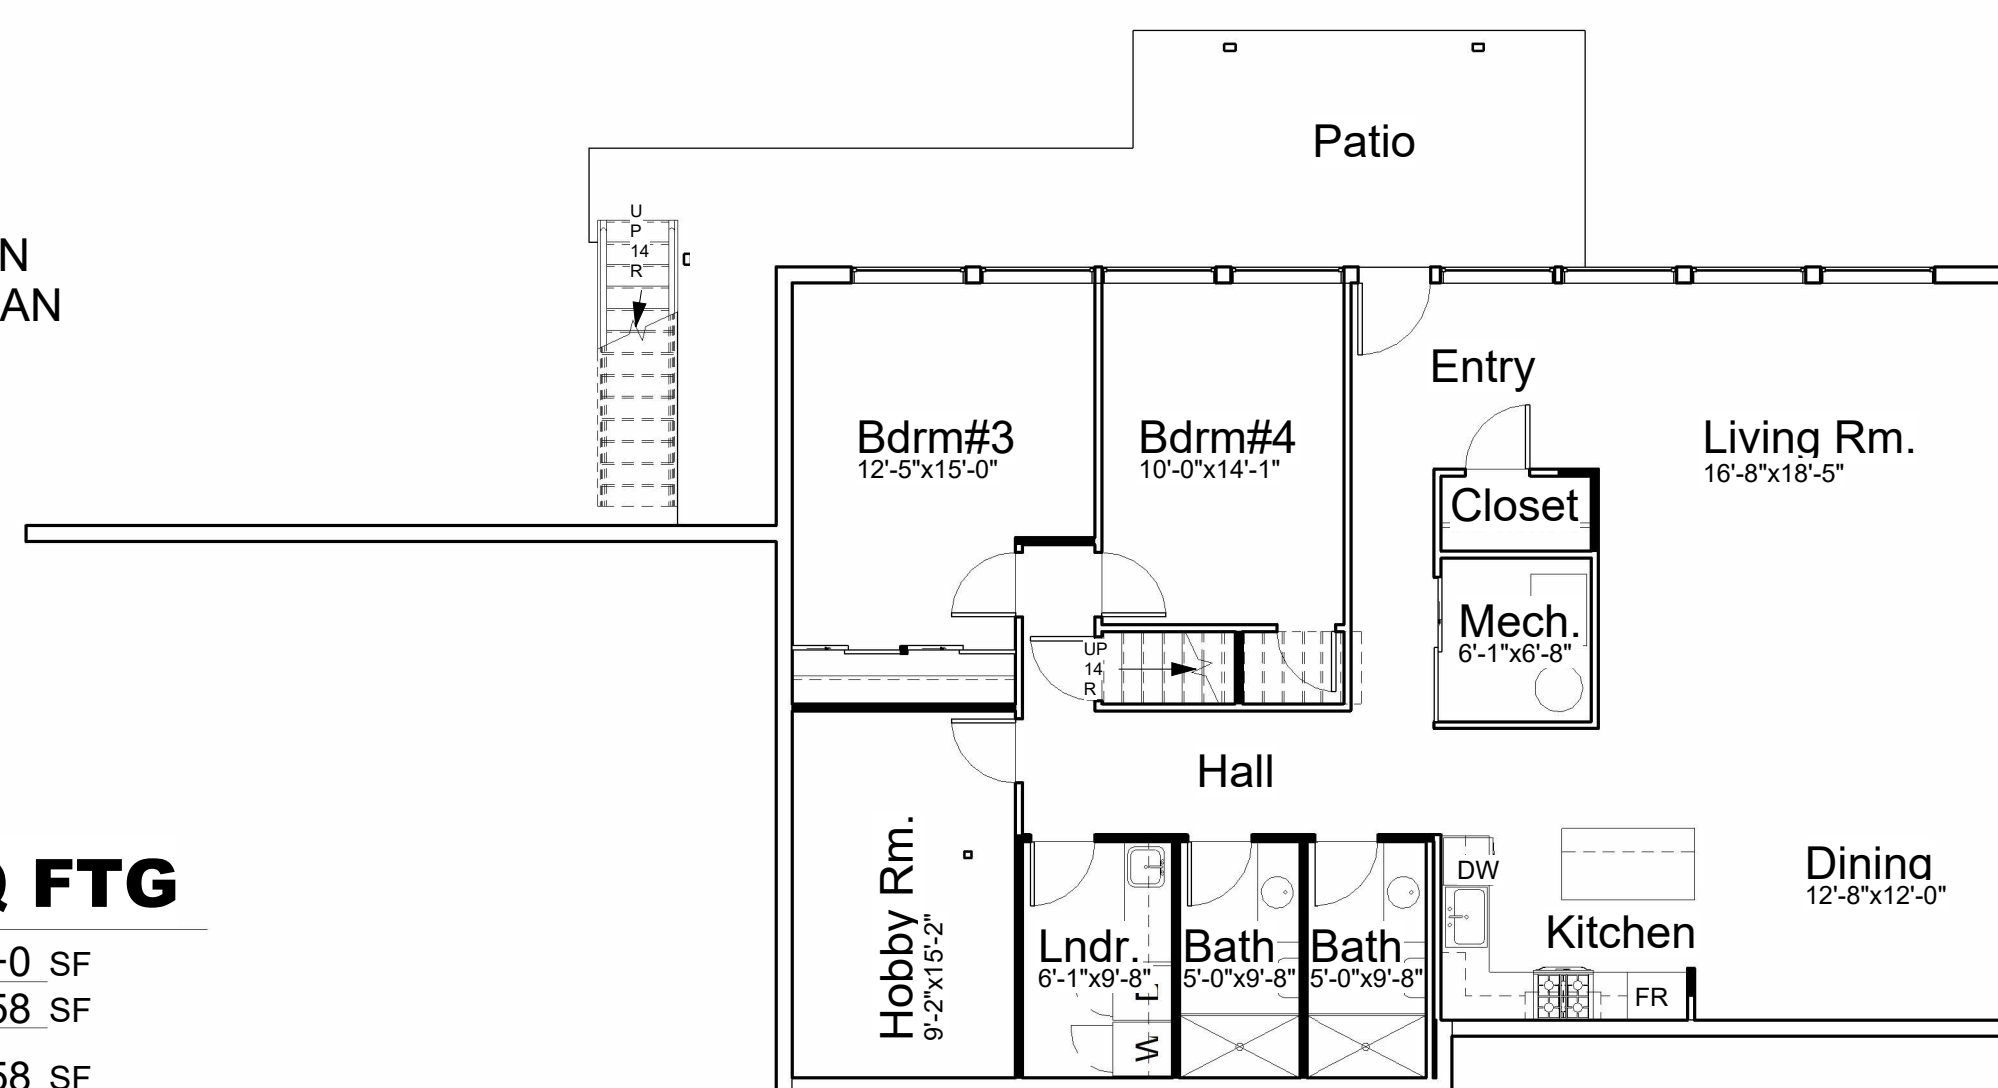 Patio
U
P
14
R
N
AN
Entry
Bdrm#3
12'-5"x15'-0"
Bdrm#4
10'-0"x14'-1"
Living Rm.
16'-8"x18'-5"
Closet
Mech.
6'-1"x6'-8"
UP
14
R
Hall
Hobby Rm.
9'-2"x15'-2"
DW
Dining
12'-8"x12'-0"
Kitchen
FR
Lndr.
6'-1"x9'-8"
Bath
5'-0"x9'-8"
Bath
5'-0"x9'-8"
W
Q FTG
-0 SF
58 SF
58 SF